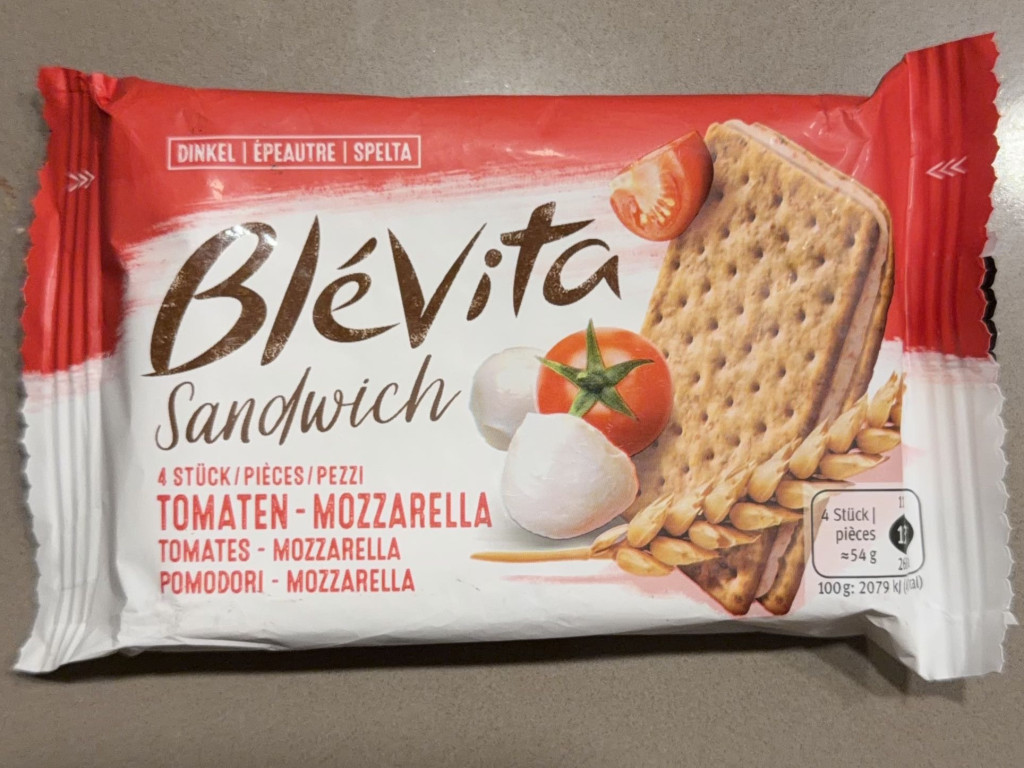 DINKEL | ÉPEAUTRE | SPELTA
BléVita
Sandwich
4 STÜCK/PIÈCES/PEZZI
TOMATEN - MOZZARELLA
TOMATES - MOZZARELLA
POMODORI - MOZZARELLA
4 Stück |
pièces
≈54 g
100 g: 2079 kJ